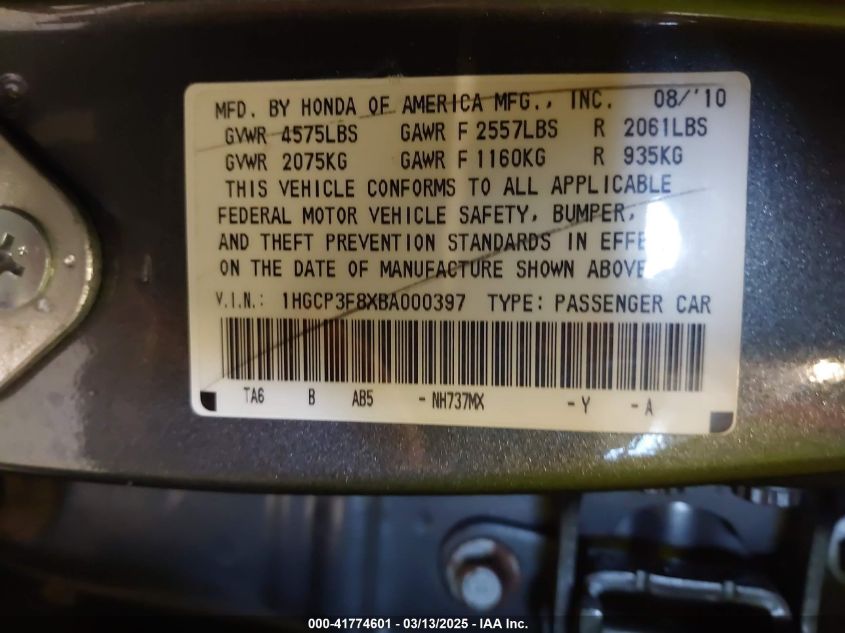 MFD. BY HONDA OF AMERICA MFG., INC. 08/'10
GVWR 4575LBS GAWR F 2557LBS R 2061LBS
GVWR 2075KG GAWR F 1160KG R 935KG
THIS VEHICLE CONFORMS TO ALL APPLICABLE
FEDERAL MOTOR VEHICLE SAFETY, BUMPER,
AND THEFT PREVENTION STANDARDS IN EFFE
ON THE DATE OF MANUFACTURE SHOWN ABOVE
V.I.N.: 1HGCP3F8XBA000397 TYPE: PASSENGER CAR
TA6 B AB5 -NH737MX -Y -A
000-41774601 — 03/13/2025 — IAA Inc.